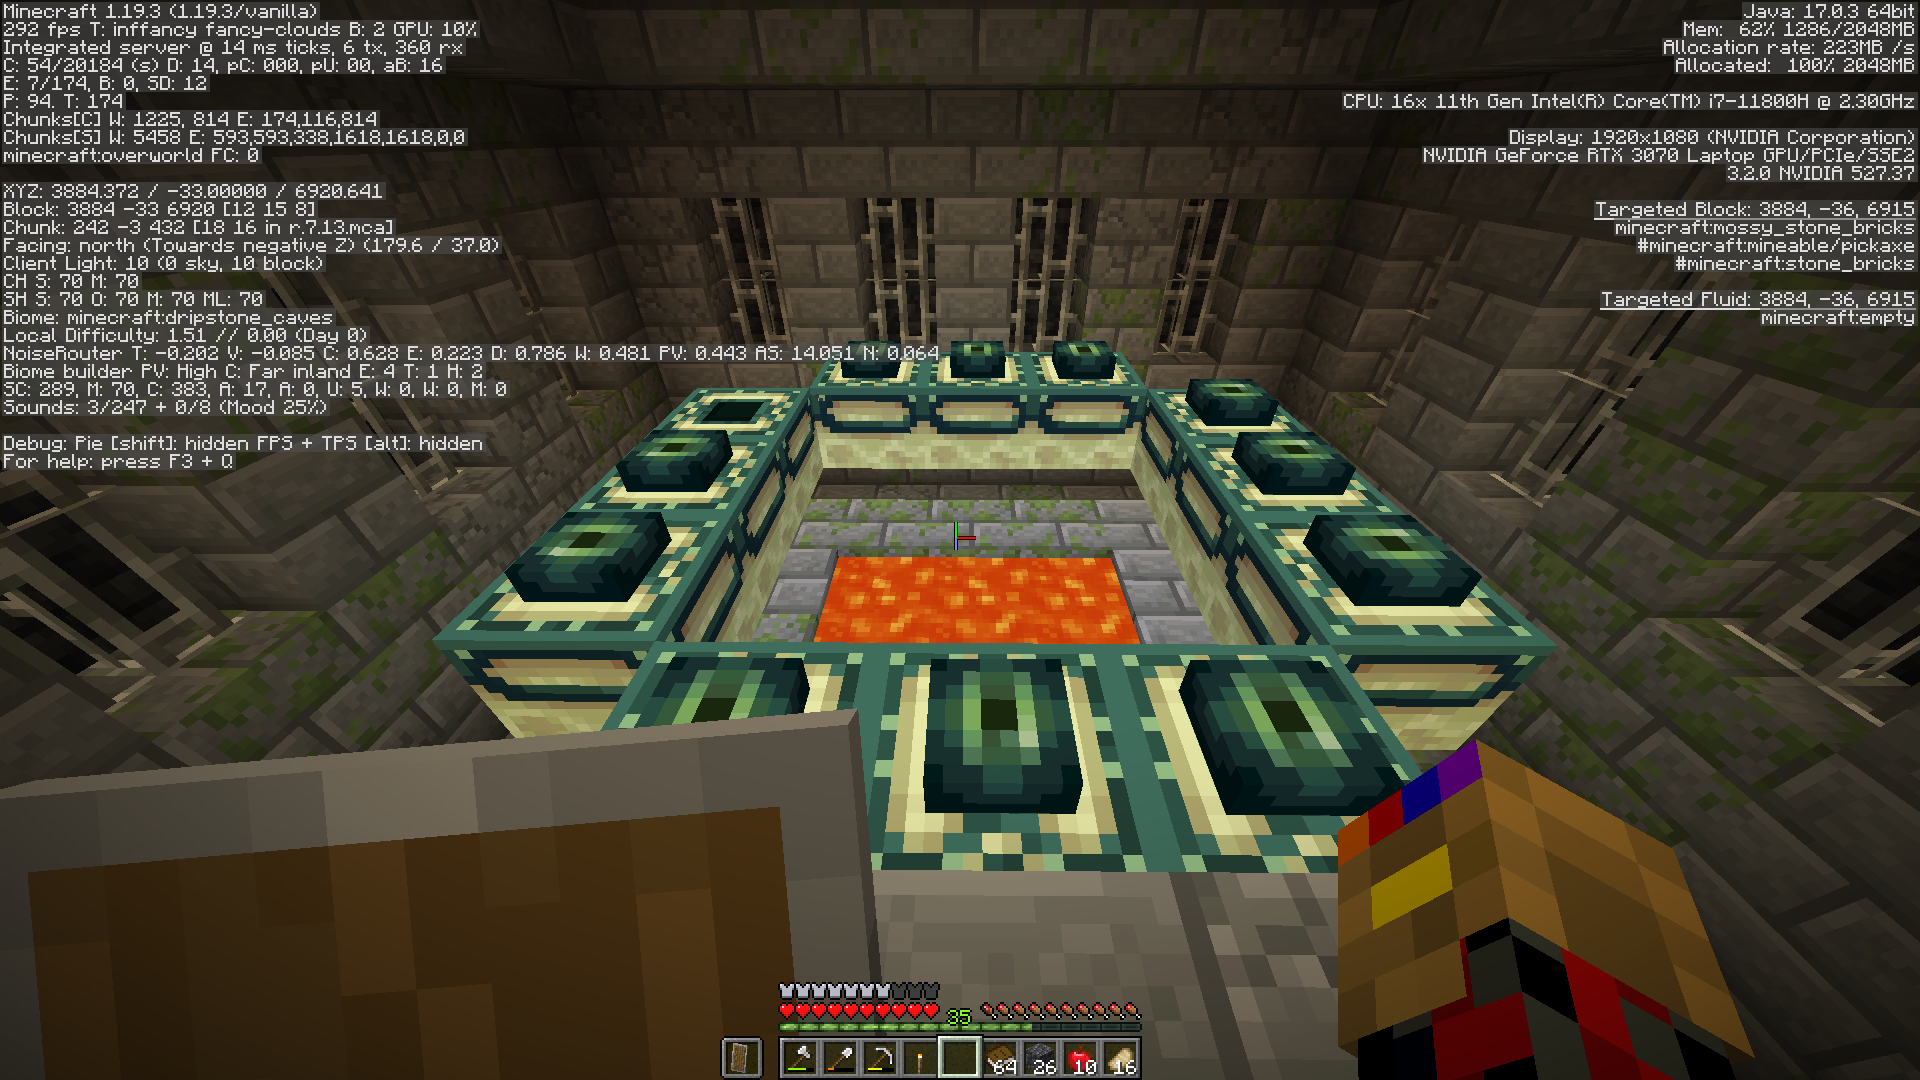 Minecraft 1.19.3 (1.19.3/vanilla)
292 fps T: inffancy fancy-clouds B: 2 GPU: 10%
Integrated server @ 14 ms ticks, 6 tx, 360 rx
C: 54/20184 (s) D: 14, pC: 000, pU: 00, aB: 16
E: 7/174, B: 0, SD: 12
P: 94. T: 174
Chunks[C] W: 1225, 814 E: 174,116,814
Chunks[S] W: 5458 E: 593,593,338,1618,1618,0,0
minecraft:overworld FC: 0
XYZ: 3884.372 / -33.00000 / 6920.641
Block: 3884 -33 6920 [12 15 8]
Chunk: 242 -3 432 [18 16 in r.7.13.mca]
Facing: north (Towards negative Z) (179.6 / 37.0)
Client Light: 10 (0 sky, 10 block)
CH S: 70 M: 70
SH S: 70 O: 70 M: 70 ML: 70
Biome: minecraft:dripstone_caves
Local Difficulty: 1.51 // 0.00 (Day 0)
NoiseRouter T: -0.202 V: -0.085 C: 0.628 E: 0.223 D: 0.786 W: 0.481 PV: 0.443 AS: 14.051 N: 0.064
Biome builder PV: High C: Far inland E: 4 T: 1 H: 2
SC: 289, M: 70, C: 383, A: 17, A: 0, U: 5, W: 0, W: 0, M: 0
Sounds: 3/247 + 0/8 (Mood 25%)
Debug: Pie [shift]: hidden FPS + TPS [alt]: hidden
For help: press F3 + Q
Java: 17.0.3 64bit
Mem: 62% 1286/2048MB
Allocation rate: 223MB /s
Allocated: 100% 2048MB
CPU: 16x 11th Gen Intel(R) Core(TM) i7-11800H @ 2.30GHz
Display: 1920x1080 (NVIDIA Corporation)
NVIDIA GeForce RTX 3070 Laptop GPU/PCIe/SSE2
3.2.0 NVIDIA 527.37
Targeted Block: 3884, -36, 6915
minecraft:mossy_stone_bricks
#minecraft:mineable/pickaxe
#minecraft:stone_bricks
Targeted Fluid: 3884, -36, 6915
minecraft:empty
35
64 26 10 16